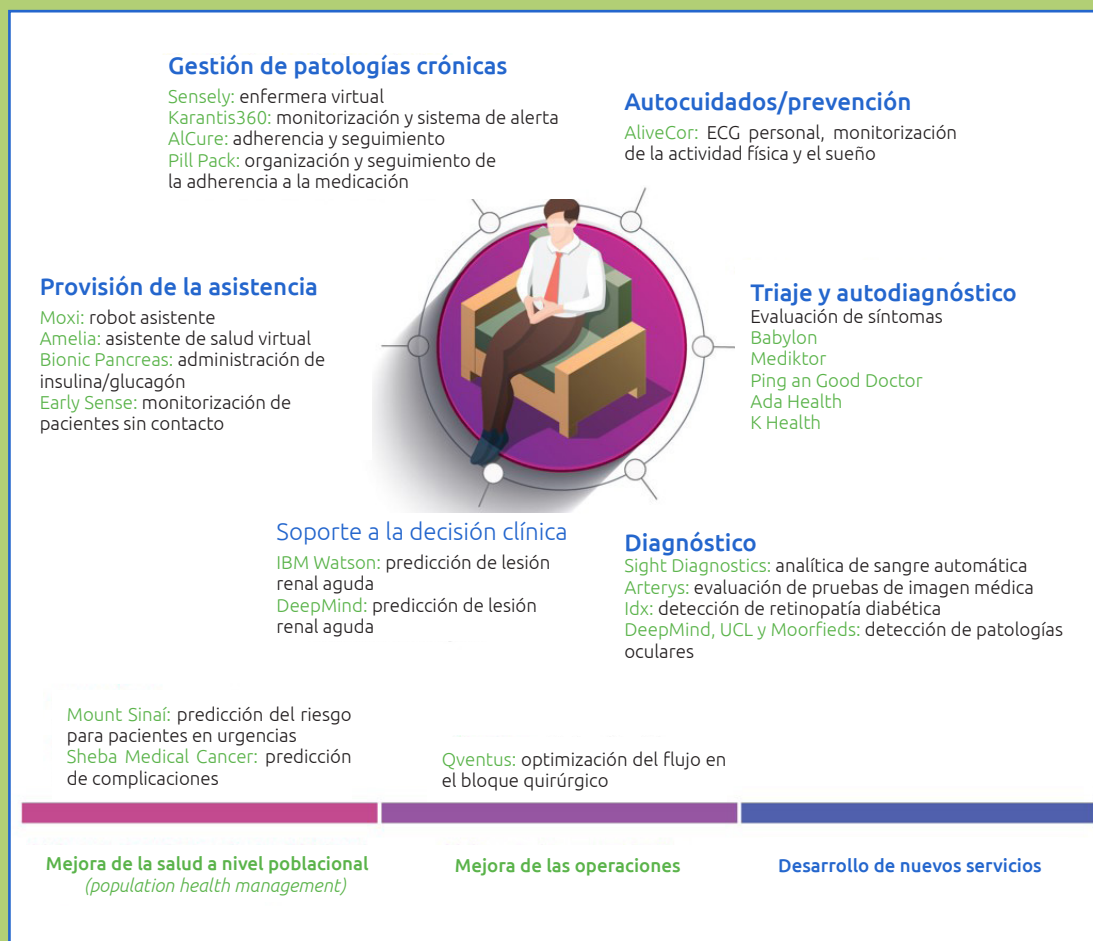 Gestión de patologías crónicas
Sensely: enfermera virtual
Karantis360: monitorización y sistema de alerta
AlCure: adherencia y seguimiento
Pill Pack: organización y seguimiento de
la adherencia a la medicación
Autocuidados/prevención
AliveCor: ECG personal, monitorización
de la actividad física y el sueño
Provisión de la asistencia
Moxi: robot asistente
Amelia: asistente de salud virtual
Bionic Pancreas: administración de
insulina/glucagón
Early Sense: monitorización de
pacientes sin contacto
Triaje y autodiagnóstico
Evaluación de síntomas
Babylon
Mediktor
Ping an Good Doctor
Ada Health
K Health
Soporte a la decisión clínica
IBM Watson: predicción de lesión
renal aguda
DeepMind: predicción de lesión
renal aguda
Diagnóstico
Sight Diagnostics: analítica de sangre automática
Arterys: evaluación de pruebas de imagen médica
Idx: detección de retinopatía diabética
DeepMind, UCL y Moorfieds: detección de patologías
oculares
Mount Sinaí: predicción del riesgo
para pacientes en urgencias
Sheba Medical Cancer: predicción
de complicaciones
Qventus: optimización del flujo en
el bloque quirúrgico
Mejora de la salud a nivel poblacional
(population health management)
Mejora de las operaciones
Desarrollo de nuevos servicios